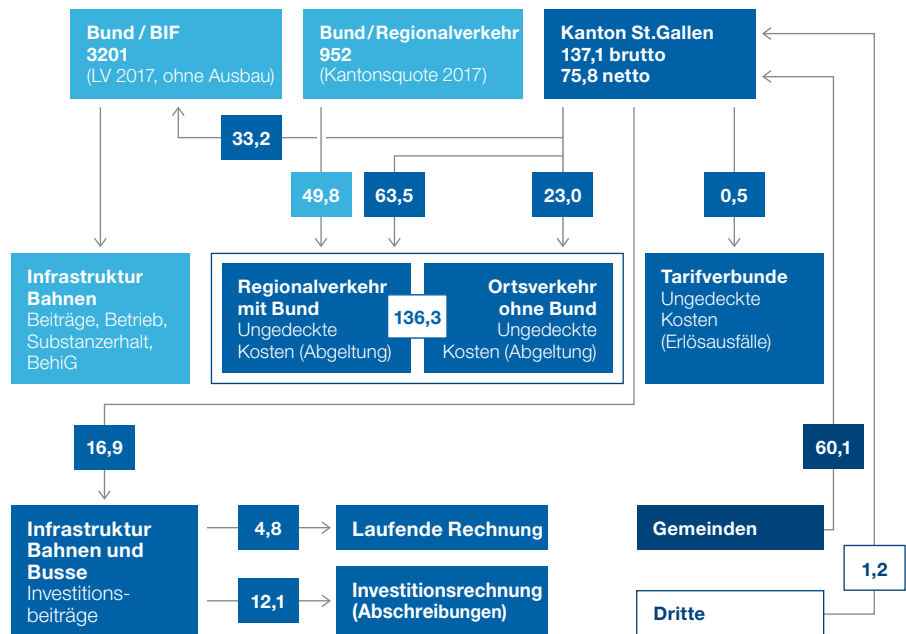 Bund / BIF
3201
(LV 2017, ohne Ausbau)
Bund/Regionalverkehr
952
(Kantonsquote 2017)
Kanton St.Gallen
137,1 brutto
75,8 netto
33,2
49,8
63,5
23,0
0,5
Infrastruktur
Bahnen
Beiträge, Betrieb,
Substanzerhalt,
BehiG
Regionalverkehr
mit Bund
Ungedeckte
Kosten (Abgeltung)
136,3
Ortsverkehr
ohne Bund
Ungedeckte
Kosten (Abgeltung)
Tarifverbunde
Ungedeckte
Kosten
(Erlösausfälle)
16,9
60,1
Infrastruktur
Bahnen und
Busse
Investitions-
beiträge
4,8
Laufende Rechnung
12,1
Investitionsrechnung
(Abschreibungen)
Gemeinden
1,2
Dritte